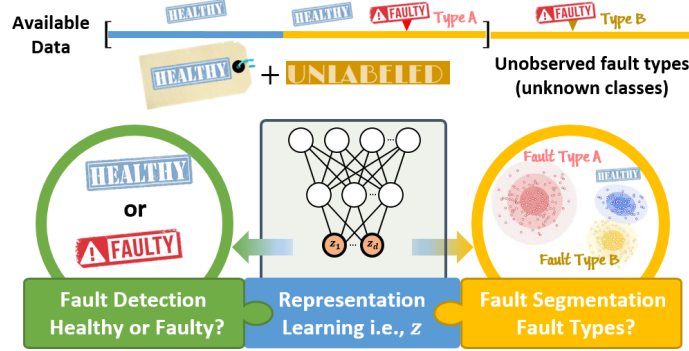 HEALTHY
HEALTHY
FAULTY
Type A
FAULTY
Type B
Available
Data
HEALTHY
+
UNLABELED
Unobserved fault types
(unknown classes)
HEALTHY
or
FAULTY
z₁ ... z_d
Fault Type A
HEALTHY
Fault Type B
Fault Detection
Healthy or Faulty?
Representation
Learning i.e., z
Fault Segmentation
Fault Types?